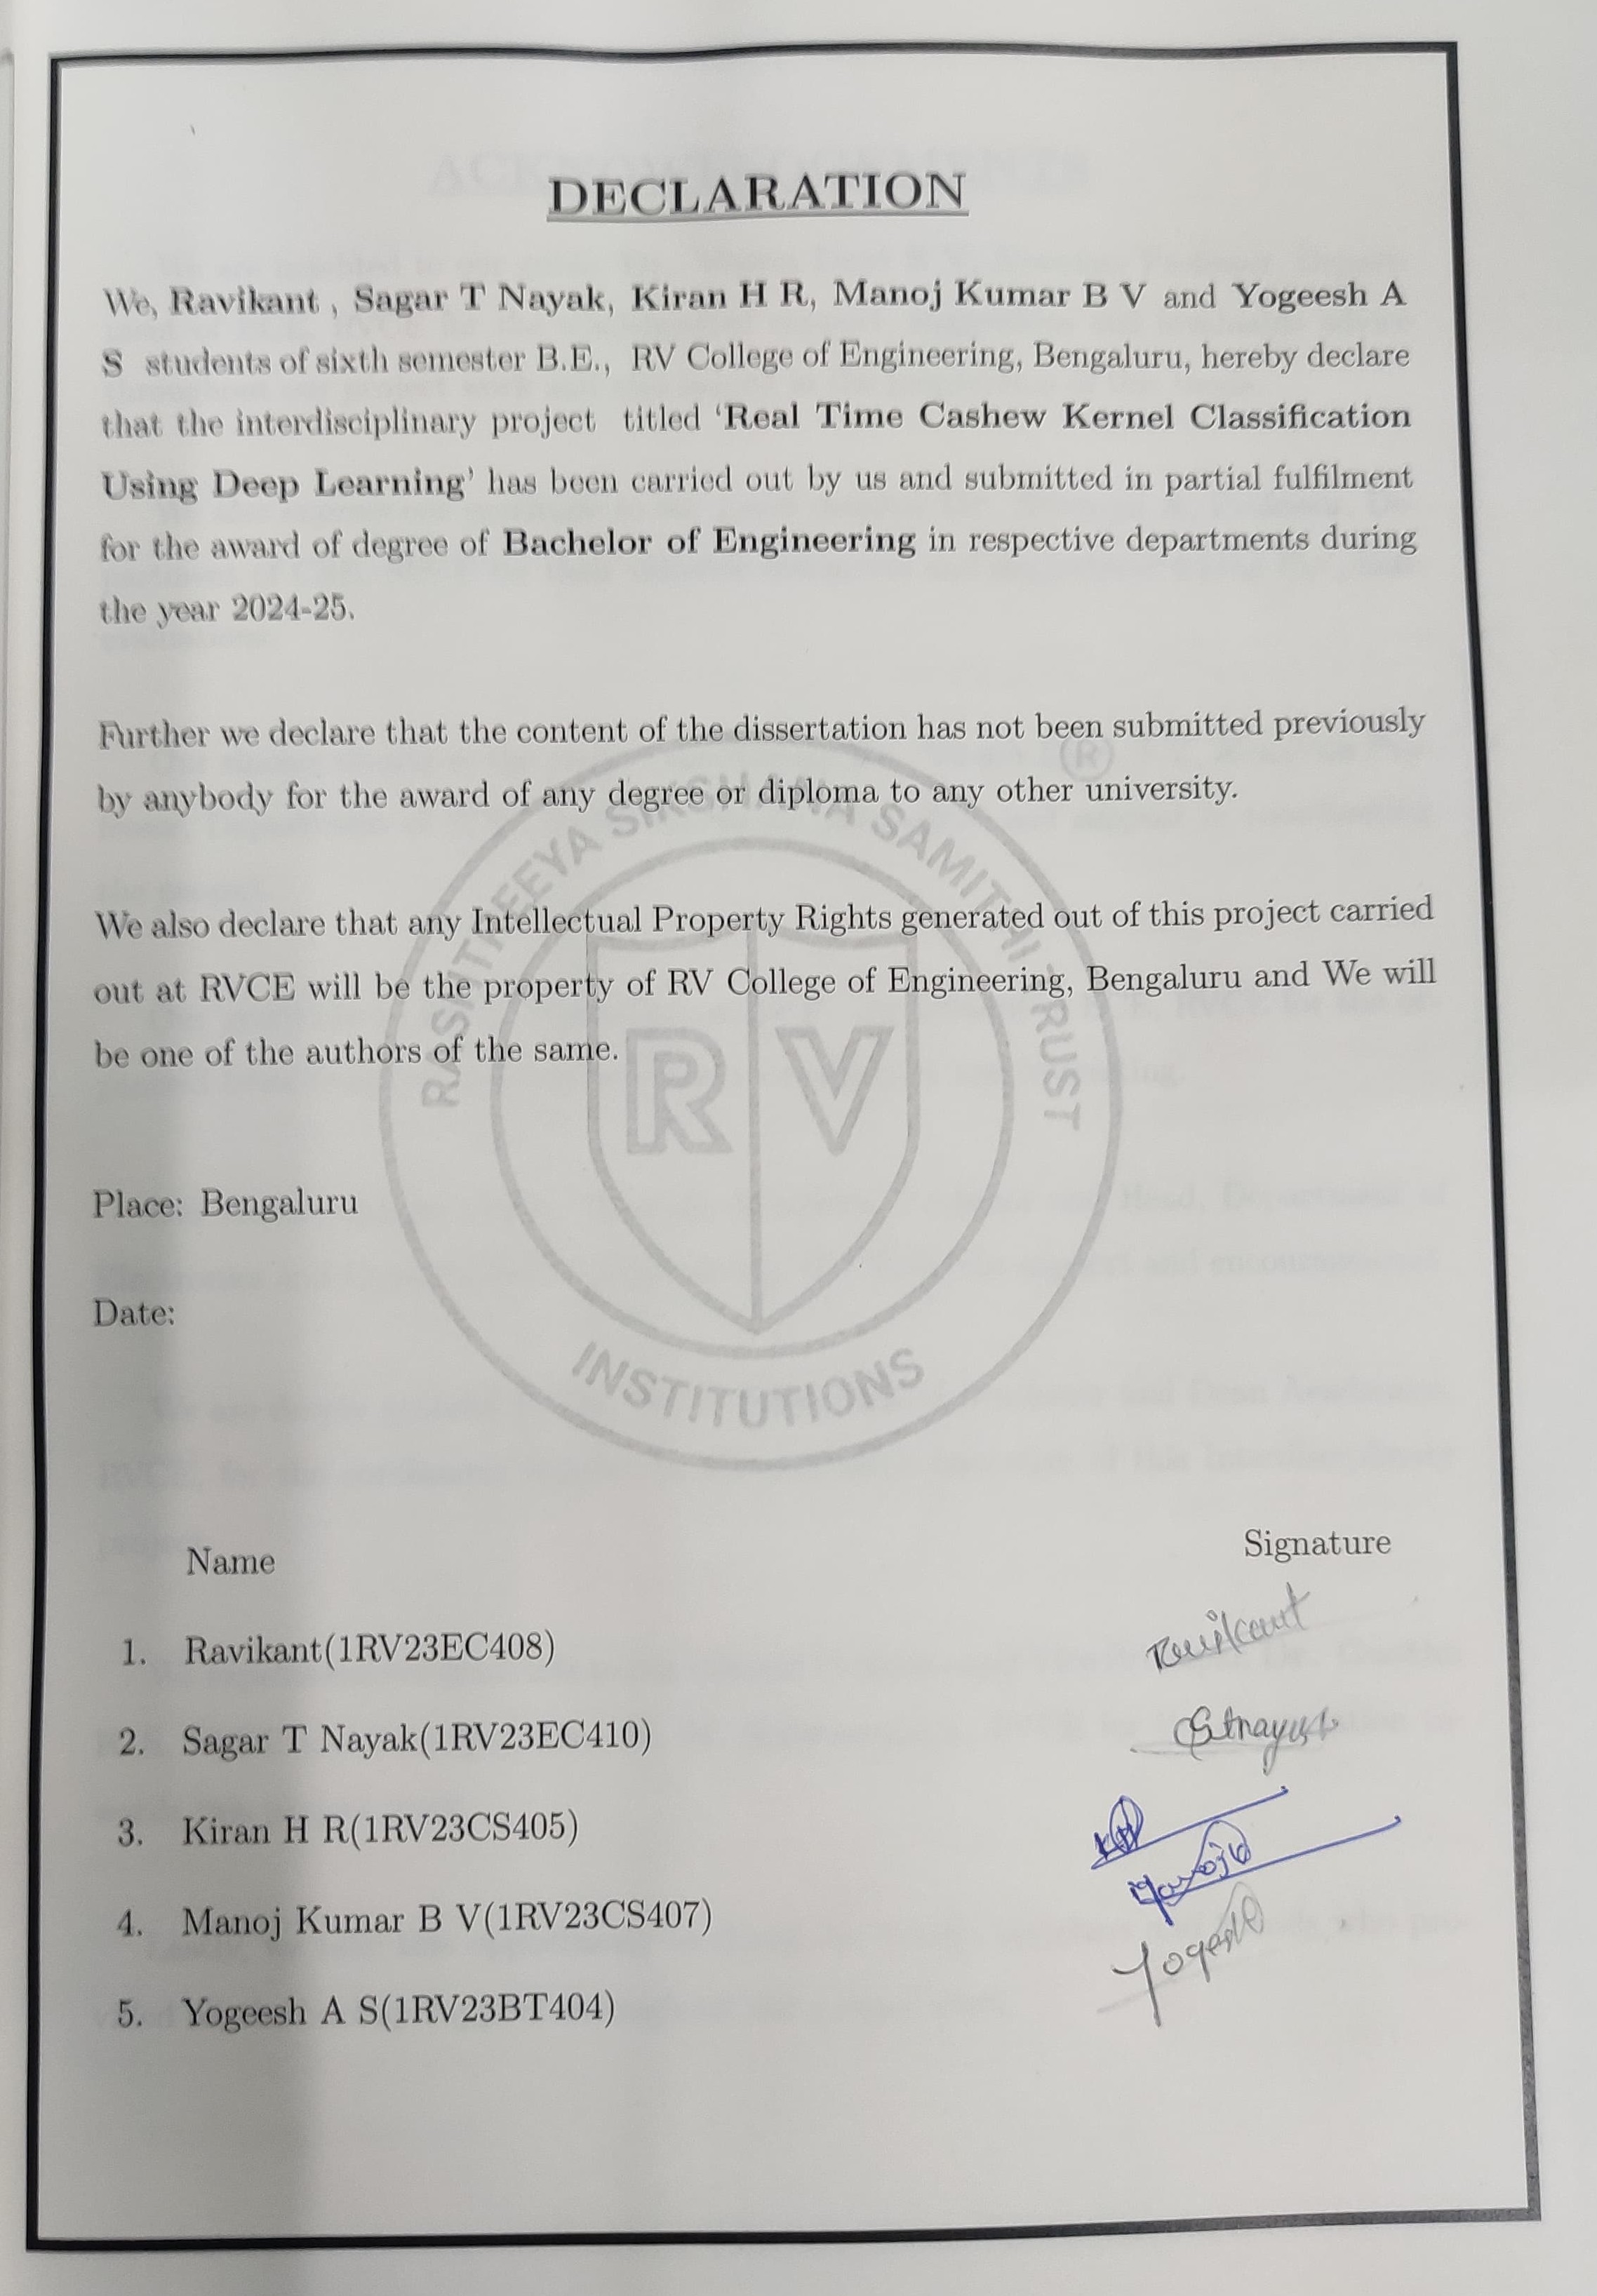 DECLARATION
We, Ravikant , Sagar T Nayak, Kiran H R, Manoj Kumar B V and Yogeesh A
S students of sixth semester B.E., RV College of Engineering, Bengaluru, hereby declare
that the interdisciplinary project titled ‘Real Time Cashew Kernel Classification
Using Deep Learning’ has been carried out by us and submitted in partial fulfilment
for the award of degree of Bachelor of Engineering in respective departments during
the year 2024-25.
Further we declare that the content of the dissertation has not been submitted previously
by anybody for the award of any degree or diploma to any other university.
We also declare that any Intellectual Property Rights generated out of this project carried
out at RVCE will be the property of RV College of Engineering, Bengaluru and We will
be one of the authors of the same.
RASHTREEYA SIKSHANA SAMITHI TRUST
®
RV
INSTITUTIONS
Place: Bengaluru
Date:
Name Signature
1. Ravikant(1RV23EC408) Ravikant
2. Sagar T Nayak(1RV23EC410) Stnayak
3. Kiran H R(1RV23CS405)
4. Manoj Kumar B V(1RV23CS407)
5. Yogeesh A S(1RV23BT404)